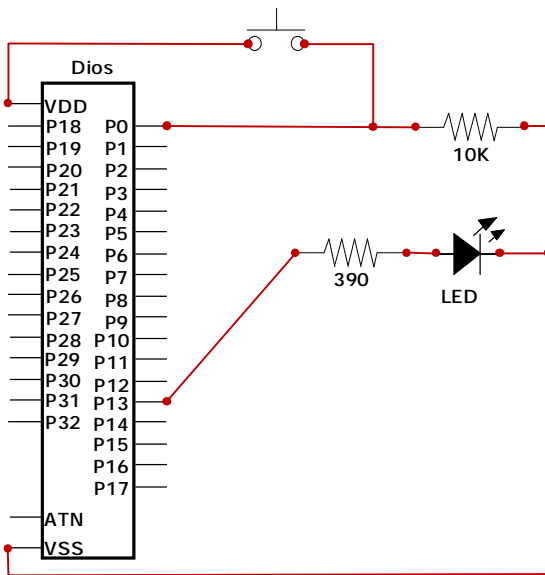 Dios
VDD
P18 P0
P19 P1
P20 P2
P21 P3
P22 P4
P23 P5
P24 P6
P25 P7
P26 P8
P27 P9
P28 P10
P29 P11
P30 P12
P31 P13
P32 P14
P15
P16
P17
ATN
VSS
10K
390
LED